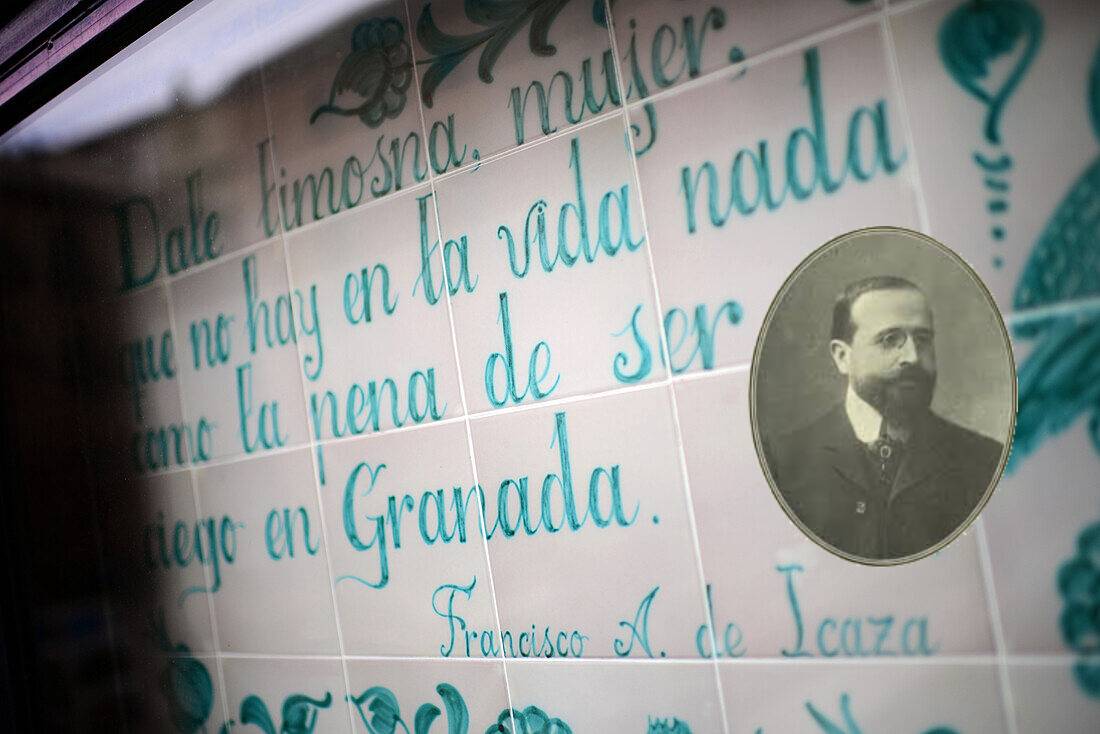 Dale limosna, mujer,
que no hay en la vida nada
como la pena de ser
ciego en Granada.
Francisco A. de Icaza